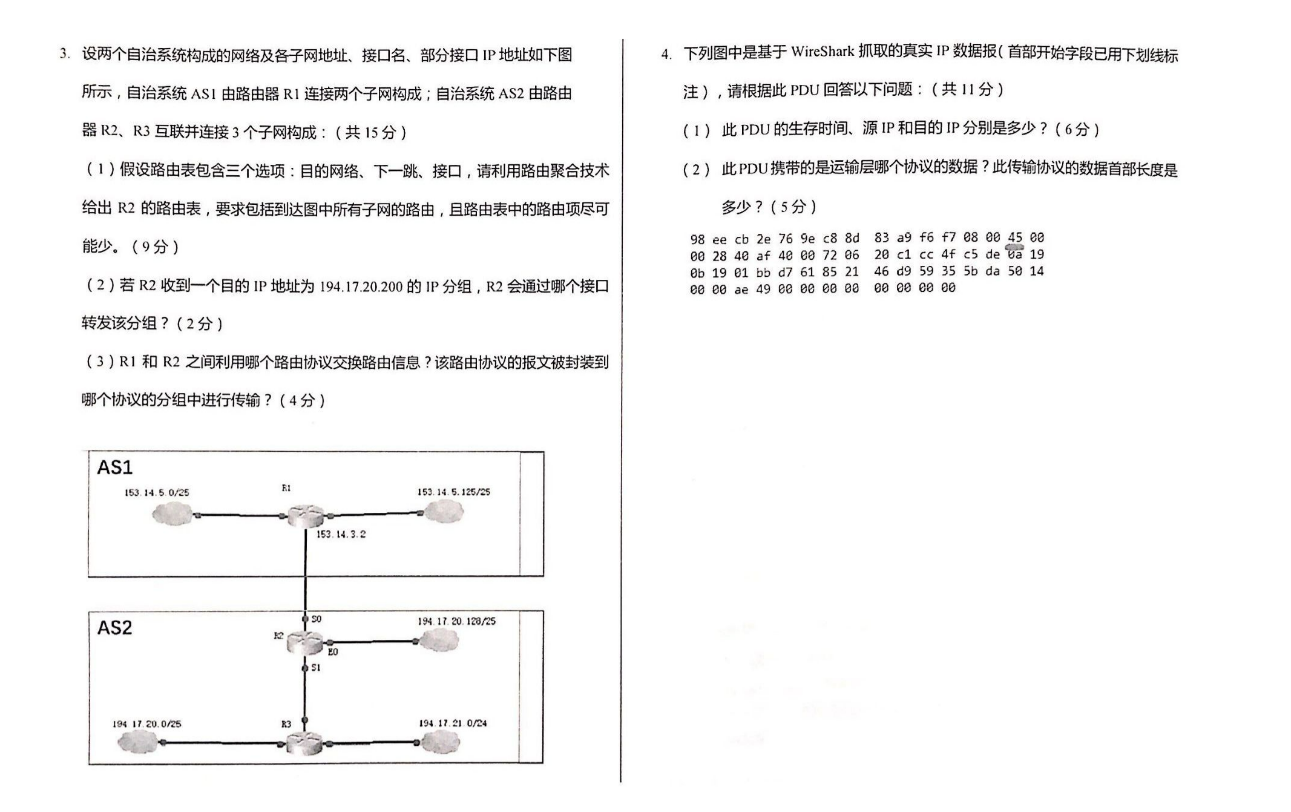 3. 设两个自治系统构成的网络及各子网地址、接口名、部分接口 IP 地址如下图
所示，自治系统 AS1 由路由器 R1 连接两个子网构成；自治系统 AS2 由路由
器 R2、R3 互联并连接 3 个子网构成：（共 15 分）
（1）假设路由表包含三个选项：目的网络、下一跳、接口，请利用路由聚合技术
给出 R2 的路由表，要求包括到达图中所有子网的路由，且路由表中的路由项尽可
能少。（9 分）
（2）若 R2 收到一个目的 IP 地址为 194.17.20.200 的 IP 分组，R2 会通过哪个接口
转发该分组？（2 分）
（3）R1 和 R2 之间利用哪个路由协议交换路由信息？该路由协议的报文被封装到
哪个协议的分组中进行传输？（4 分）
AS1
153.14.5.0/25
R1
153.14.5.125/25
153.14.3.2
AS2
S0
194.17.20.128/25
R2
E0
S1
194.17.20.0/25
R3
194.17.21.0/24
4. 下列图中是基于 WireShark 抓取的真实 IP 数据报（首部开始字段已用下划线标
注），请根据此 PDU 回答以下问题：（共 11 分）
（1） 此 PDU 的生存时间、源 IP 和目的 IP 分别是多少？（6 分）
（2） 此 PDU 携带的是运输层哪个协议的数据？此传输协议的数据首部长度是
多少？（5 分）
98 ee cb 2e 76 9e c8 8d 83 a9 f6 f7 08 00 45 00
00 28 40 af 40 00 72 06 20 c1 cc 4f c5 de 0a 19
0b 19 01 bb d7 61 85 21 46 d9 59 35 5b da 50 14
00 00 ae 49 00 00 00 00 00 00 00 00